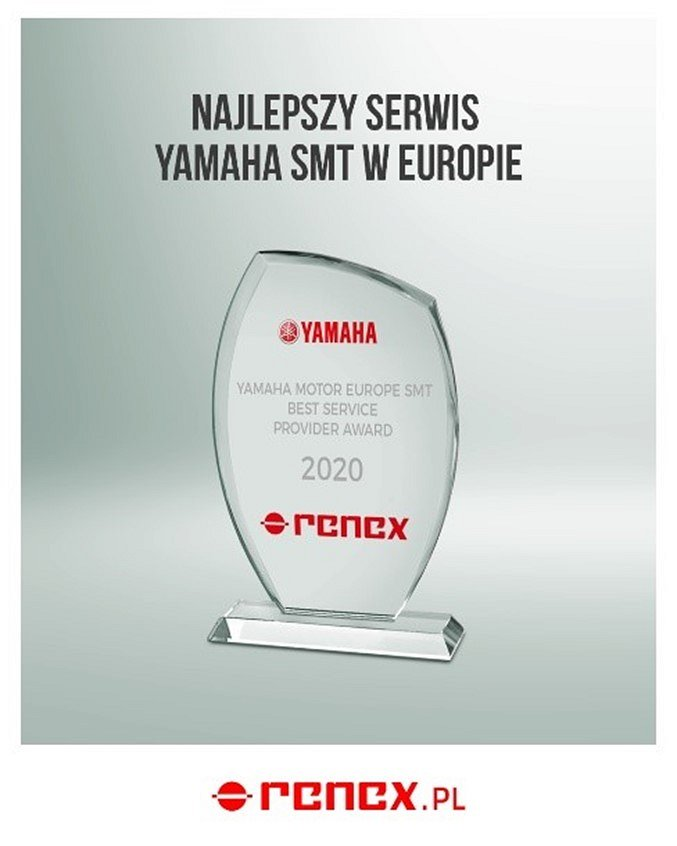 NAJLEPSZY SERWIS
YAMAHA SMT W EUROPIE
YAMAHA
YAMAHA MOTOR EUROPE SMT
BEST SERVICE
PROVIDER AWARD
2020
renex
renex.PL